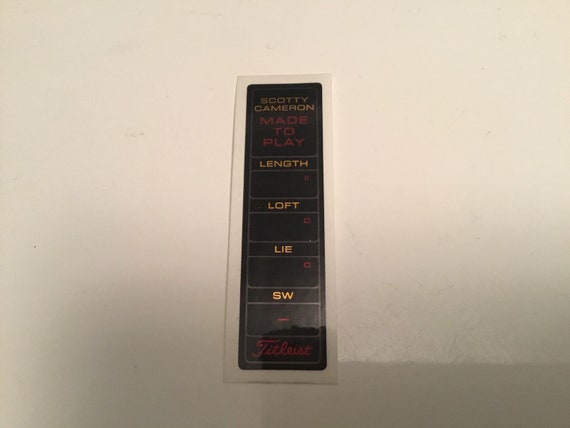 SCOTTY
CAMERON
MADE
TO
PLAY
LENGTH
"
LOFT
°
LIE
°
SW
—
Titleist